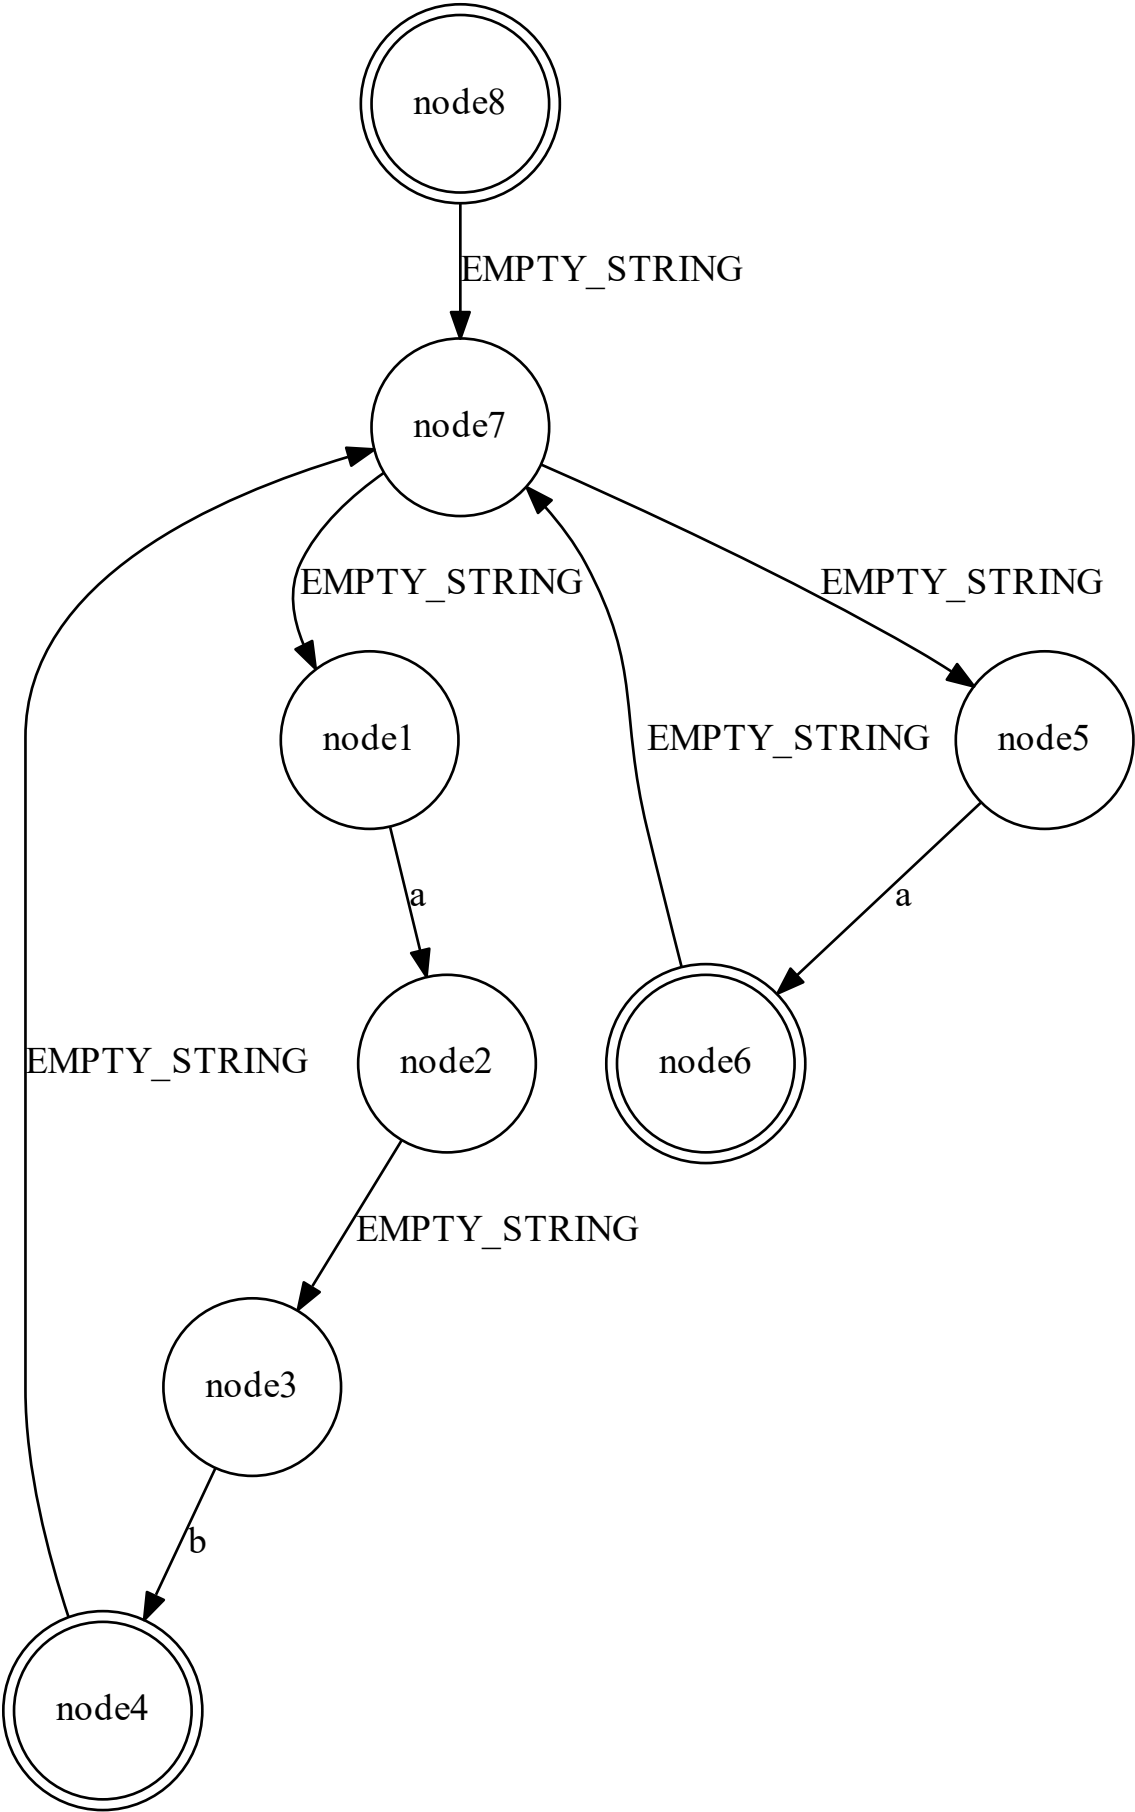 node8
EMPTY_STRING
node7
EMPTY_STRING
EMPTY_STRING
node1
EMPTY_STRING
node5
a
a
EMPTY_STRING
node2
node6
EMPTY_STRING
node3
b
node4